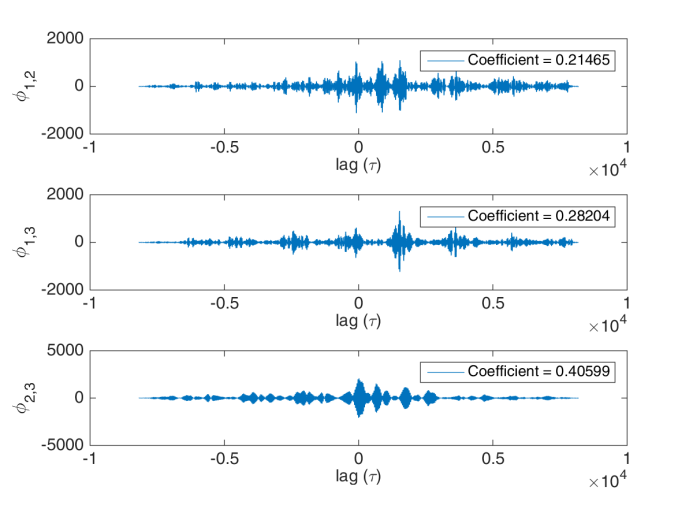 2000
Coefficient = 0.21465
ϕ1,2
0
-2000
-1 -0.5 0 0.5 1
lag (τ)
×10^4
2000
Coefficient = 0.28204
ϕ1,3
0
-2000
-1 -0.5 0 0.5 1
lag (τ)
×10^4
5000
Coefficient = 0.40599
ϕ2,3
0
-5000
-1 -0.5 0 0.5 1
lag (τ)
×10^4